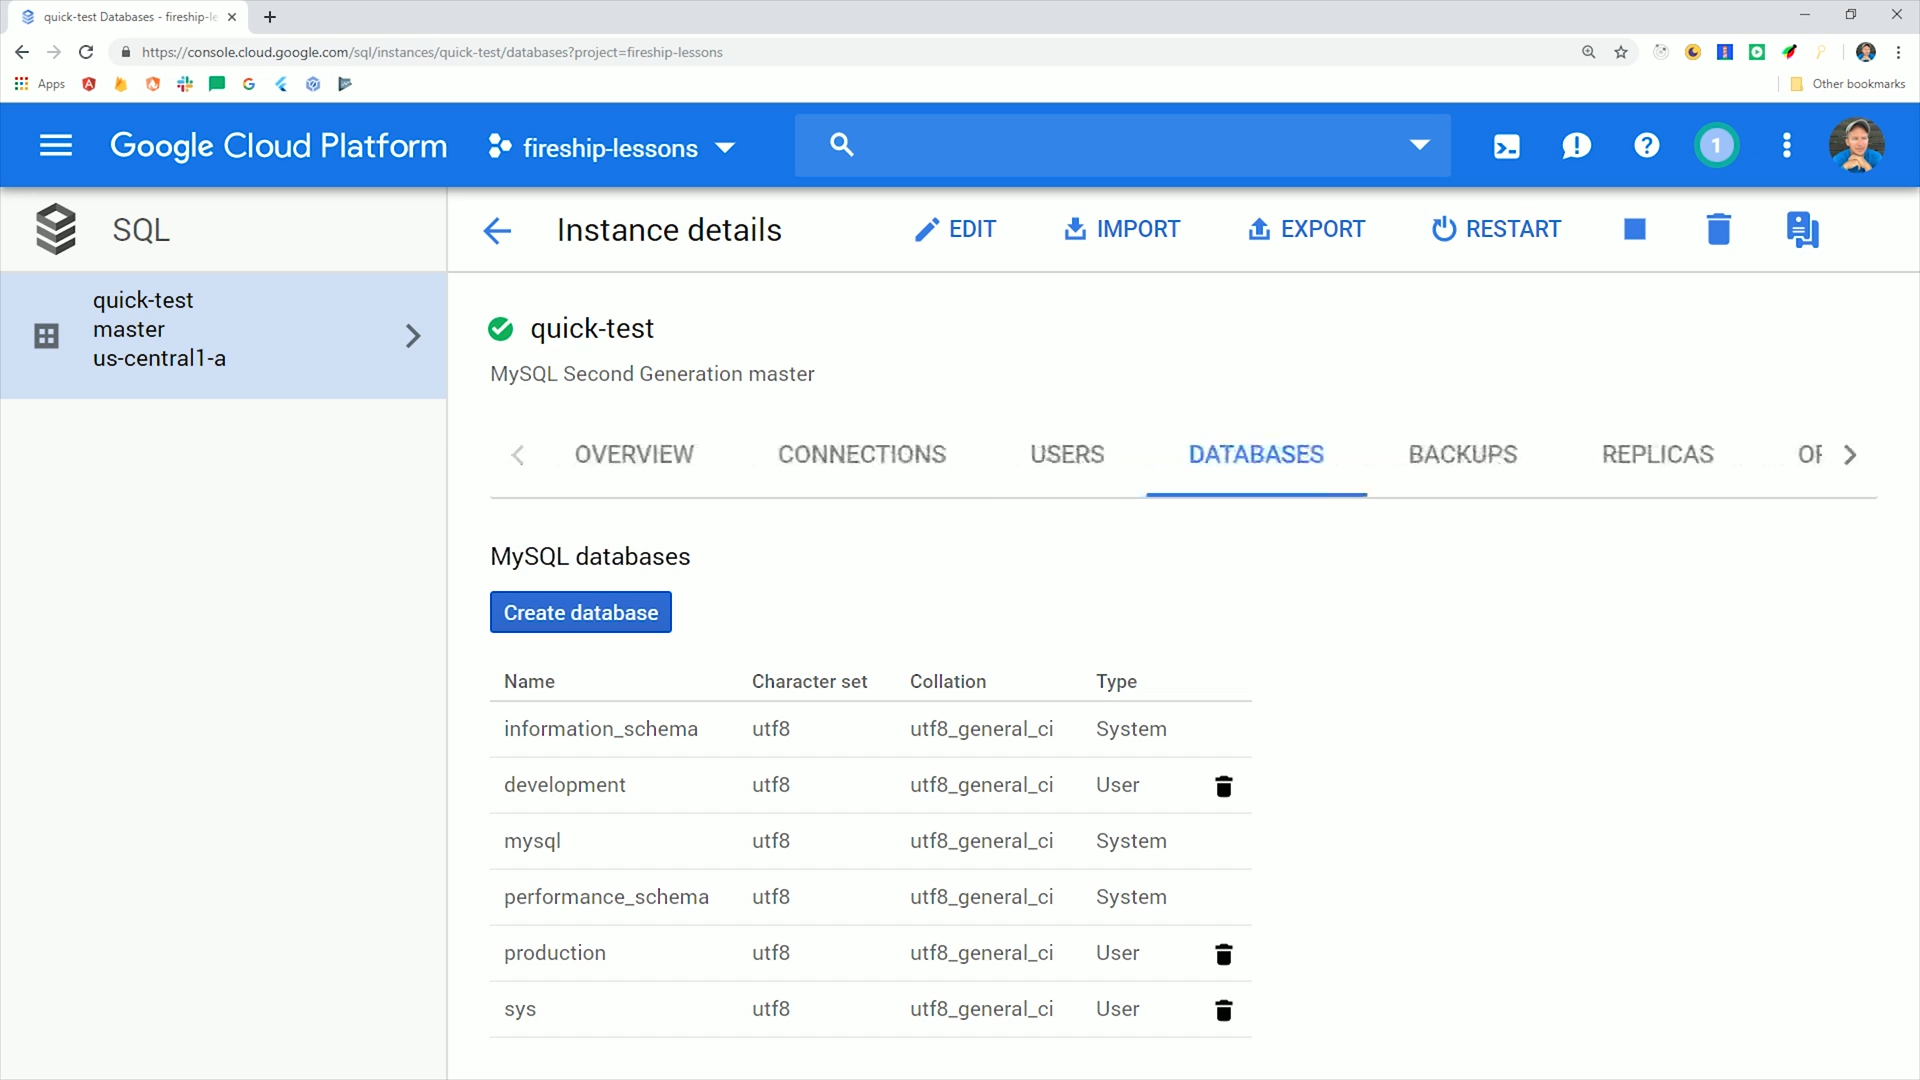 quick-test Databases - fireship-le
https://console.cloud.google.com/sql/instances/quick-test/databases?project=fireship-lessons
Apps
Other bookmarks
Google Cloud Platform
fireship-lessons
1
SQL
Instance details
EDIT
IMPORT
EXPORT
RESTART
quick-test
master
us-central1-a
quick-test
MySQL Second Generation master
OVERVIEW CONNECTIONS USERS DATABASES BACKUPS REPLICAS
MySQL databases
Create database
Name Character set Collation Type
information_schema utf8 utf8_general_ci System
development utf8 utf8_general_ci User
mysql utf8 utf8_general_ci System
performance_schema utf8 utf8_general_ci System
production utf8 utf8_general_ci User
sys utf8 utf8_general_ci User